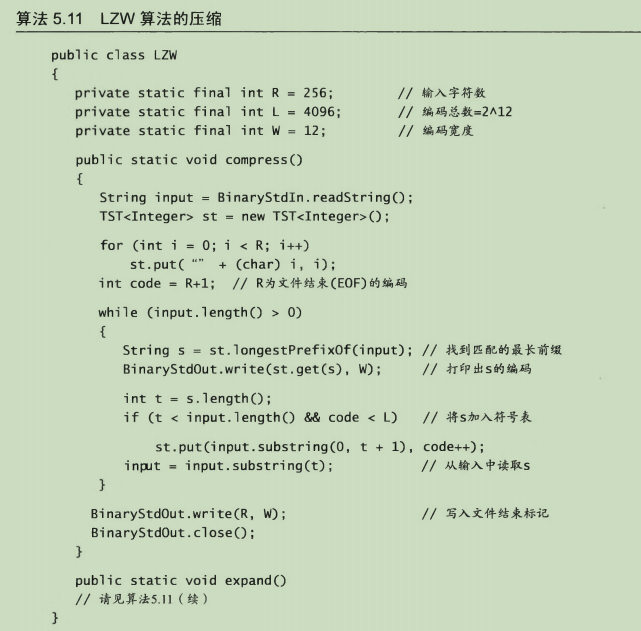 算法 5.11 LZW 算法的压缩
public class LZW
{
private static final int R = 256; // 输入字符数
private static final int L = 4096; // 编码总数=2^12
private static final int W = 12; // 编码宽度
public static void compress()
{
String input = BinaryStdIn.readString();
TST<Integer> st = new TST<Integer>();
for (int i = 0; i < R; i++)
st.put( “” + (char) i, i);
int code = R+1; // R为文件结束(EOF)的编码
while (input.length() > 0)
{
String s = st.longestPrefixOf(input); // 找到匹配的最长前缀
BinaryStdOut.write(st.get(s), W); // 打印出s的编码
int t = s.length();
if (t < input.length() && code < L) // 将s加入符号表
st.put(input.substring(0, t + 1), code++);
input = input.substring(t); // 从输入中读取s
}
BinaryStdOut.write(R, W); // 写入文件结束标记
BinaryStdOut.close();
}
public static void expand()
// 请见算法5.11（续）
}